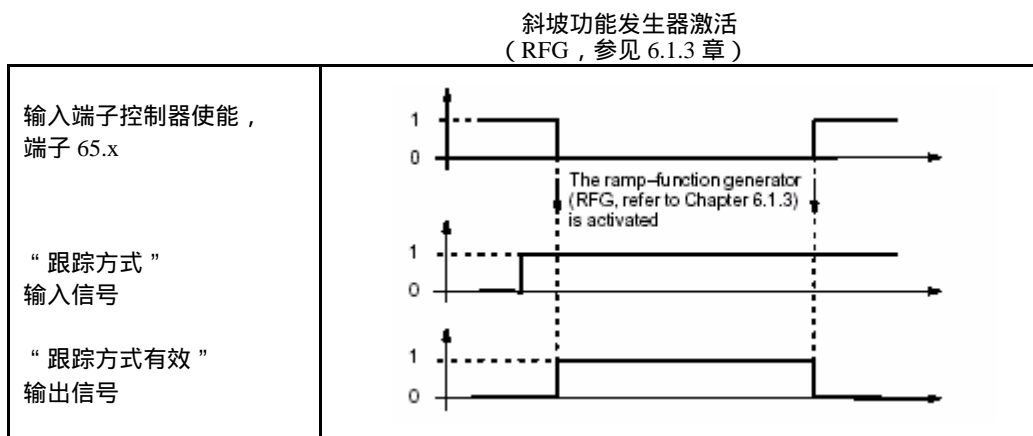 斜坡功能发生器激活
（RFG，参见 6.1.3 章）
输入端子控制器使能，
端子 65.x
1
0
The ramp–function generator
(RFG, refer to Chapter 6.1.3)
is activated
“跟踪方式”
输入信号
1
0
“跟踪方式有效”
输出信号
1
0